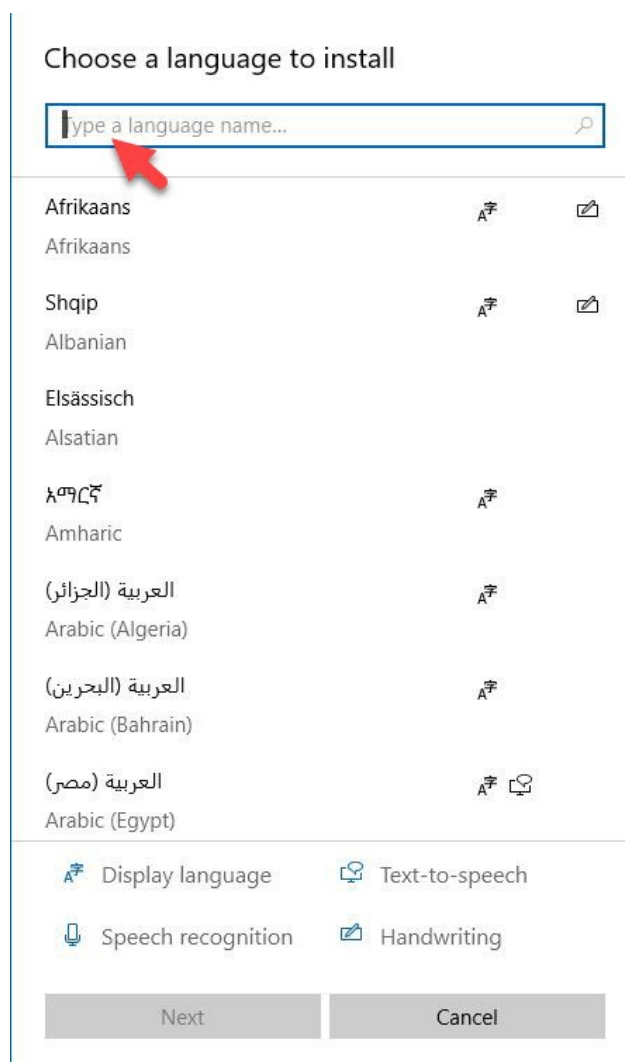 Choose a language to install
Type a language name...
Afrikaans
Afrikaans
Shqip
Albanian
Elsässisch
Alsatian
አማርኛ
Amharic
العربية (الجزائر)
Arabic (Algeria)
العربية (البحرين)
Arabic (Bahrain)
العربية (مصر)
Arabic (Egypt)
Display language
Text-to-speech
Speech recognition
Handwriting
Next
Cancel